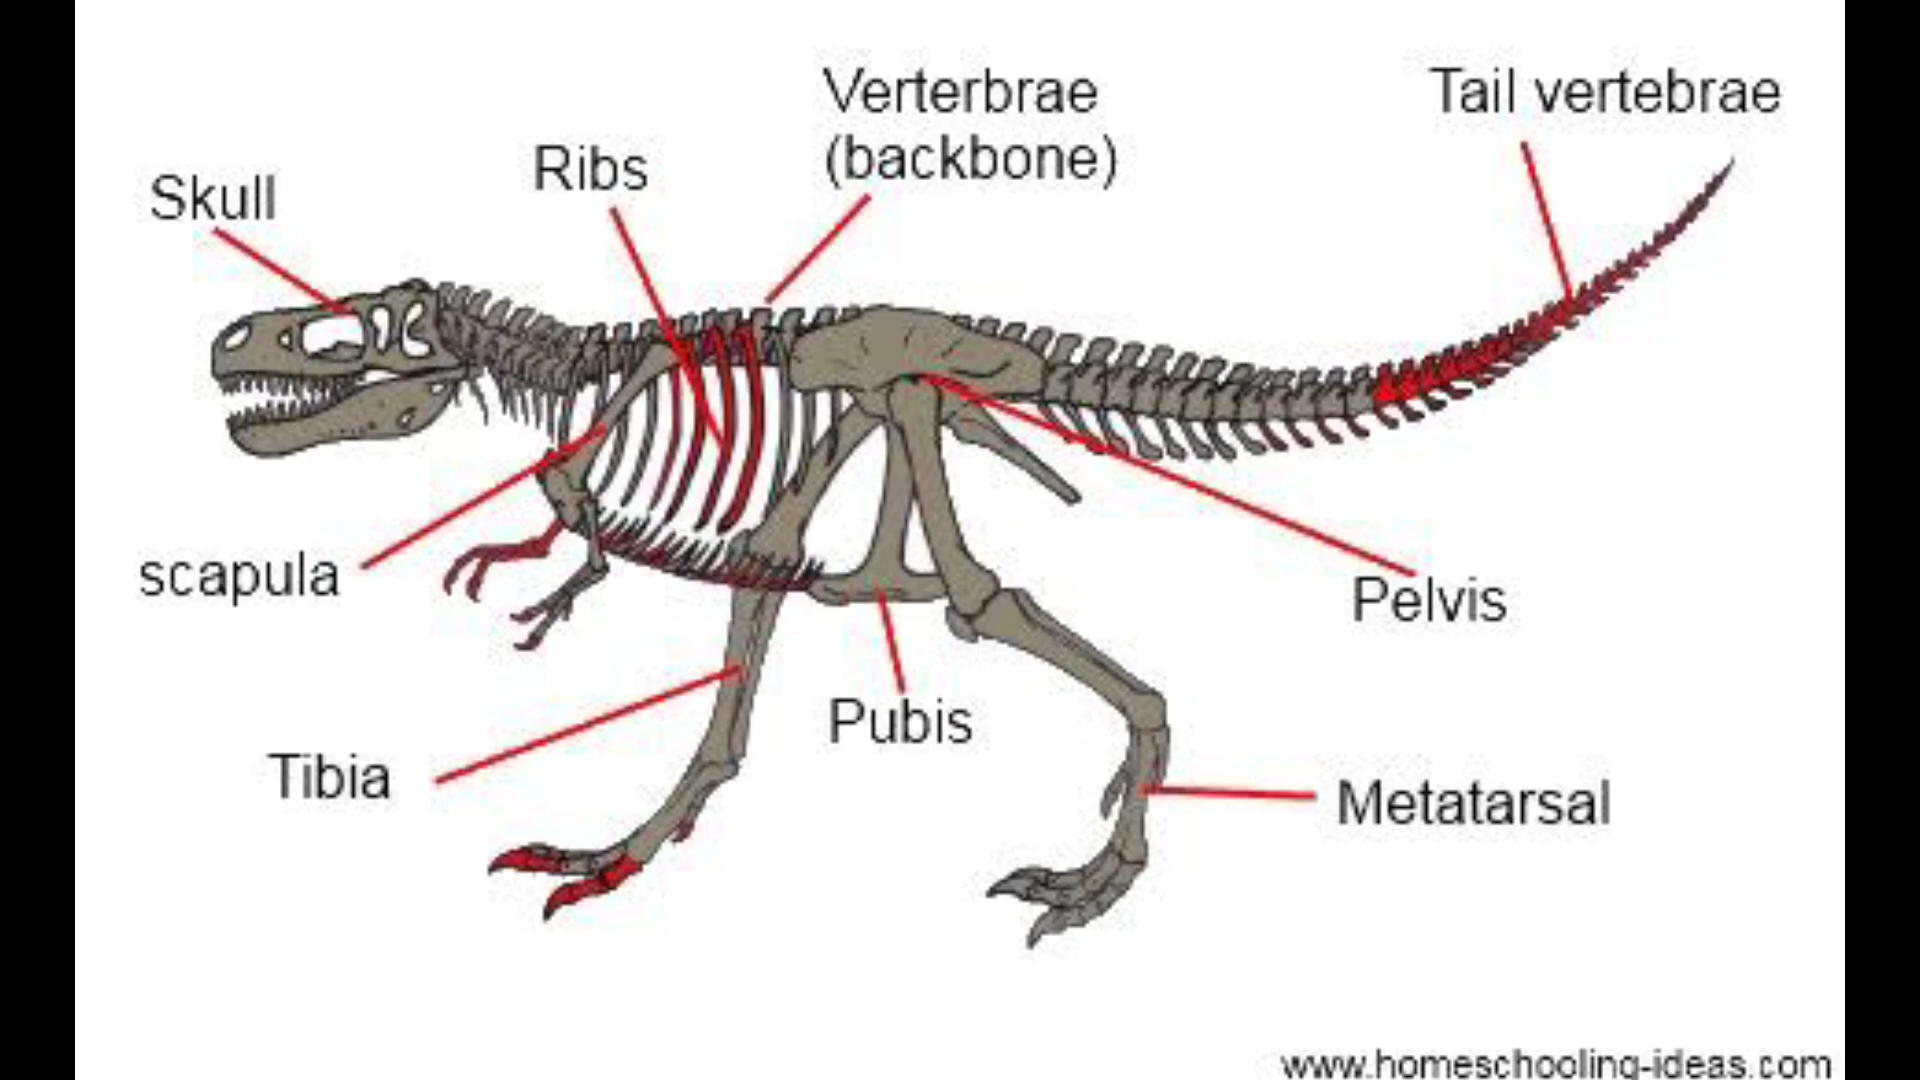 Verterbrae
(backbone)
Tail vertebrae
Ribs
Skull
scapula
Pelvis
Pubis
Tibia
Metatarsal
www.homeschooling-ideas.com